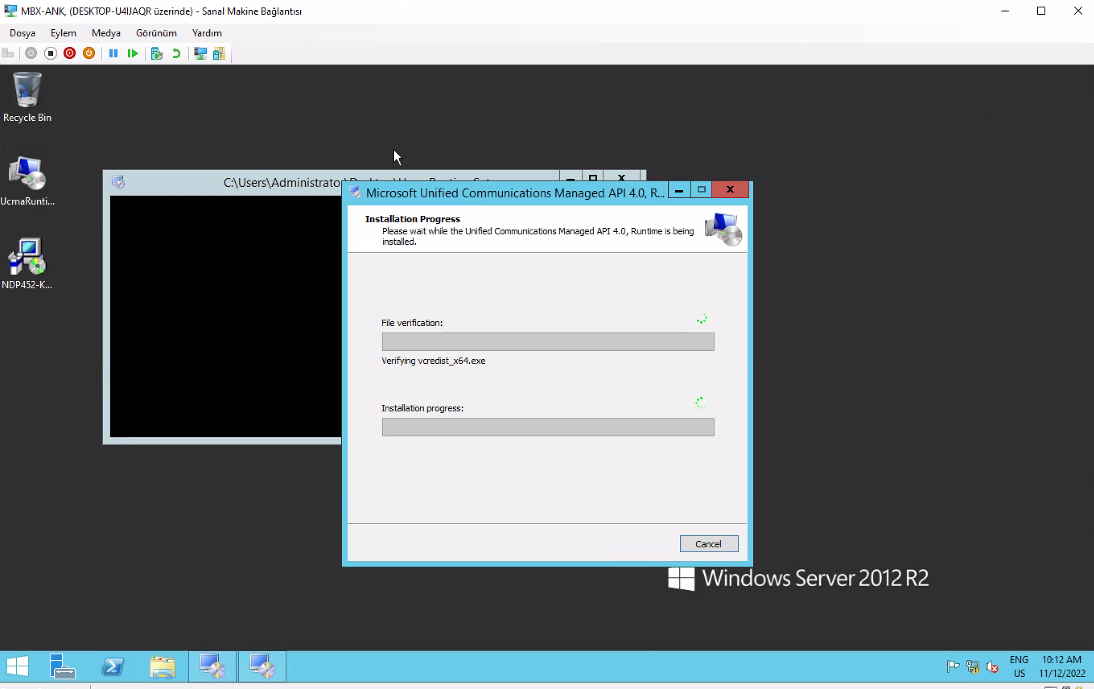 MBX-ANK, (DESKTOP-U4IJAQR üzerinde) - Sanal Makine Bağlantısı
Dosya Eylem Medya Görünüm Yardım
Recycle Bin
UcmaRunti...
NDP452-K...
C:\Users\Administrator\
Microsoft Unified Communications Managed API 4.0, R...
Installation Progress
Please wait while the Unified Communications Managed API 4.0, Runtime is being
installed.
File verification:
Verifying vcredist_x64.exe
Installation progress:
Cancel
Windows Server 2012 R2
ENG
US
10:12 AM
11/12/2022